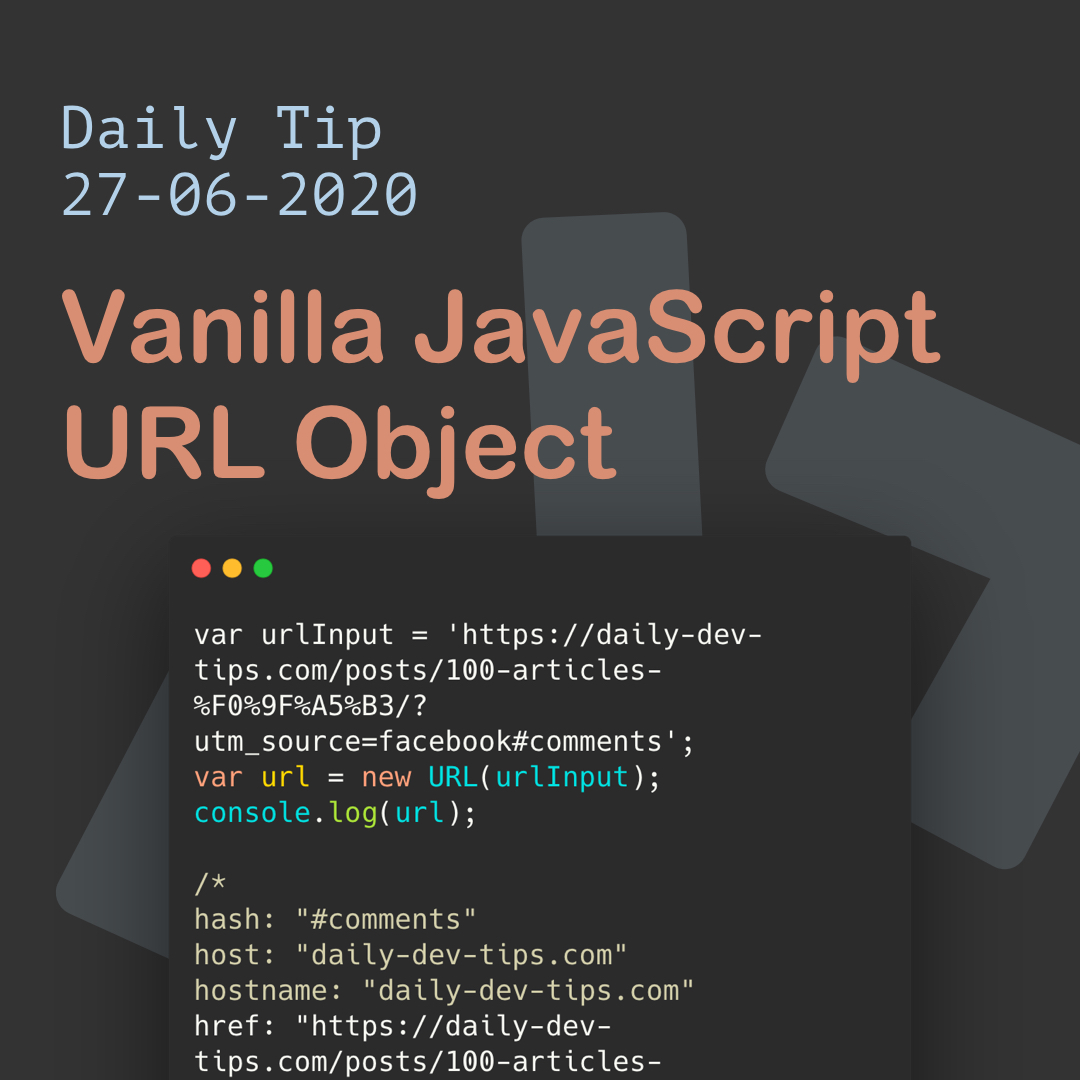 Daily Tip
27-06-2020
Vanilla JavaScript
URL Object
var urlInput = 'https://daily-dev-
tips.com/posts/100-articles-
%F0%9F%A5%B3/?
utm_source=facebook#comments';
var url = new URL(urlInput);
console.log(url);
/*
hash: "#comments"
host: "daily-dev-tips.com"
hostname: "daily-dev-tips.com"
href: "https://daily-dev-
tips.com/posts/100-articles-